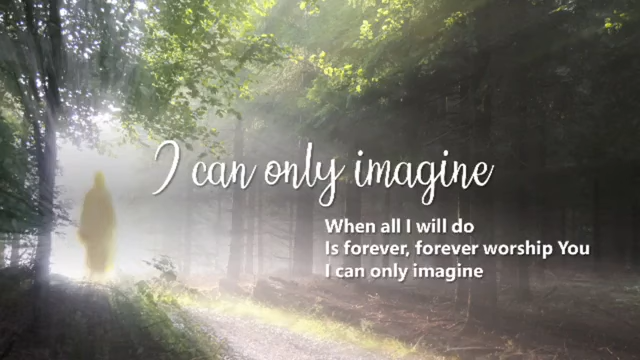 I can only imagine
When all I will do
Is forever, forever worship You
I can only imagine